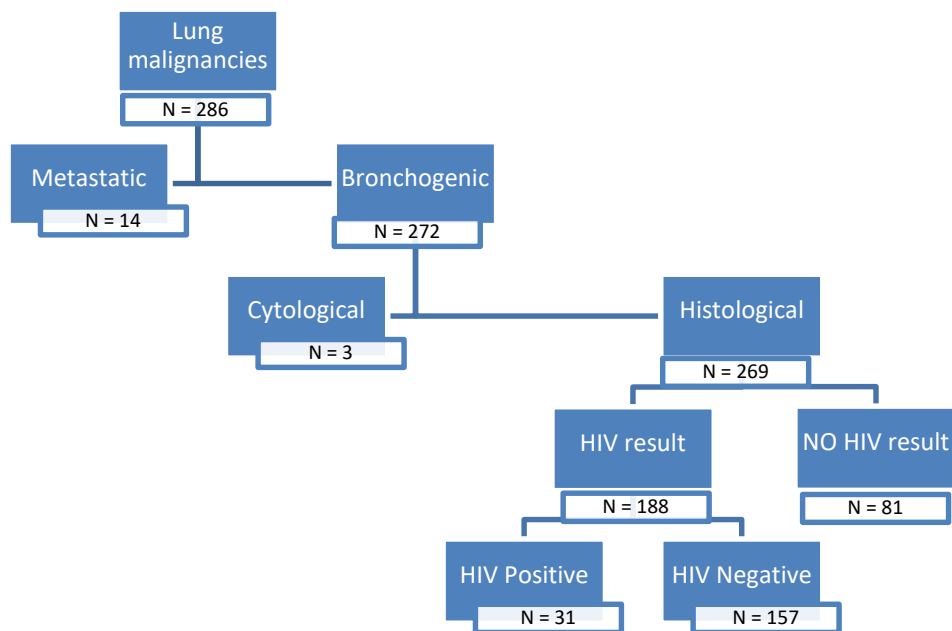 Lung
malignancies
N = 286
Metastatic
N = 14
Bronchogenic
N = 272
Cytological
N = 3
Histological
N = 269
HIV result
N = 188
NO HIV result
N = 81
HIV Positive
N = 31
HIV Negative
N = 157